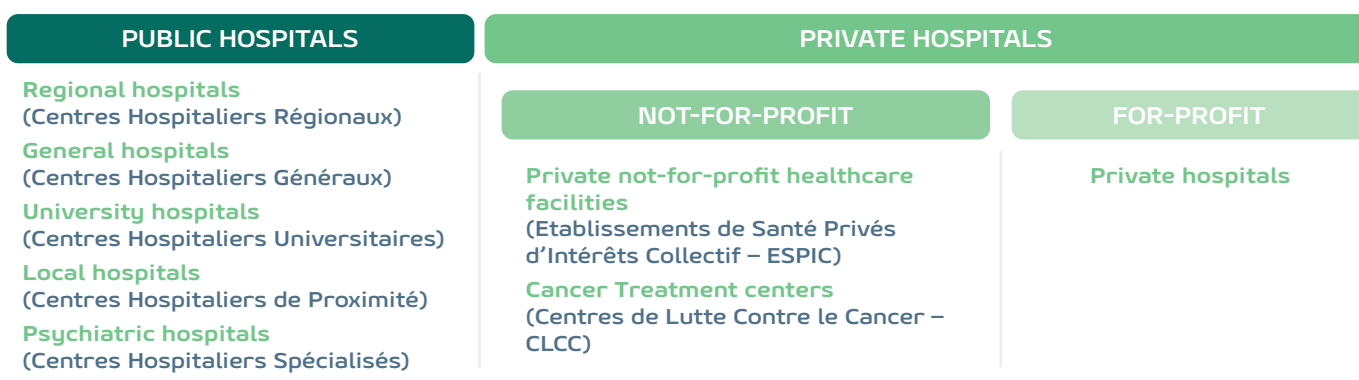 PUBLIC HOSPITALS
Regional hospitals
(Centres Hospitaliers Régionaux)
General hospitals
(Centres Hospitaliers Généraux)
University hospitals
(Centres Hospitaliers Universitaires)
Local hospitals
(Centres Hospitaliers de Proximité)
Psychiatric hospitals
(Centres Hospitaliers Spécialisés)
PRIVATE HOSPITALS
NOT-FOR-PROFIT
Private not-for-profit healthcare
facilities
(Etablissements de Santé Privés
d’Intérêts Collectif – ESPIC)
Cancer Treatment centers
(Centres de Lutte Contre le Cancer –
CLCC)
FOR-PROFIT
Private hospitals